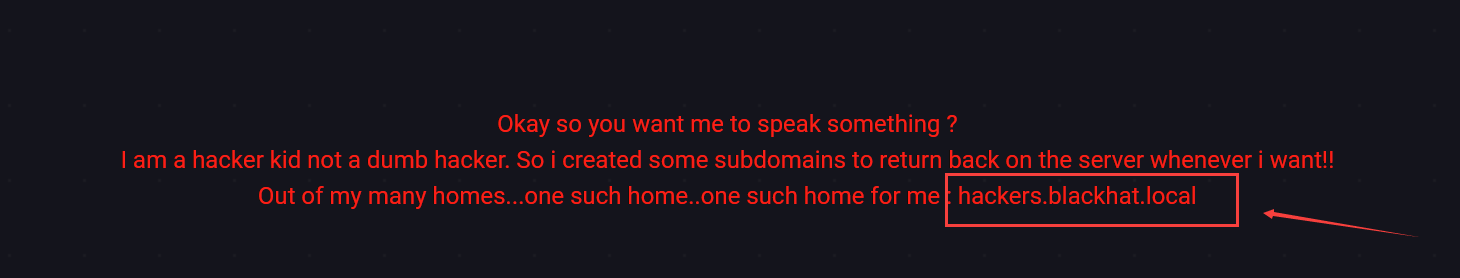 Okay so you want me to speak something ?
I am a hacker kid not a dumb hacker. So i created some subdomains to return back on the server whenever i want!!
Out of my many homes...one such home..one such home for me : hackers.blackhat.local